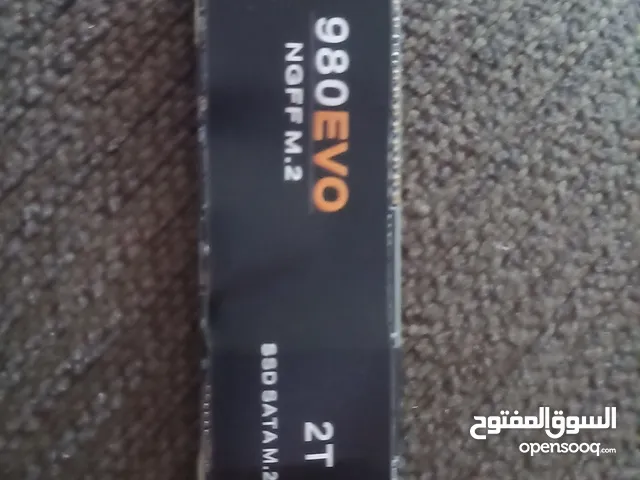 980EVO
NGFF M.2
2T
SSD SATA M.2
السوق المفتوح
opensooq.com